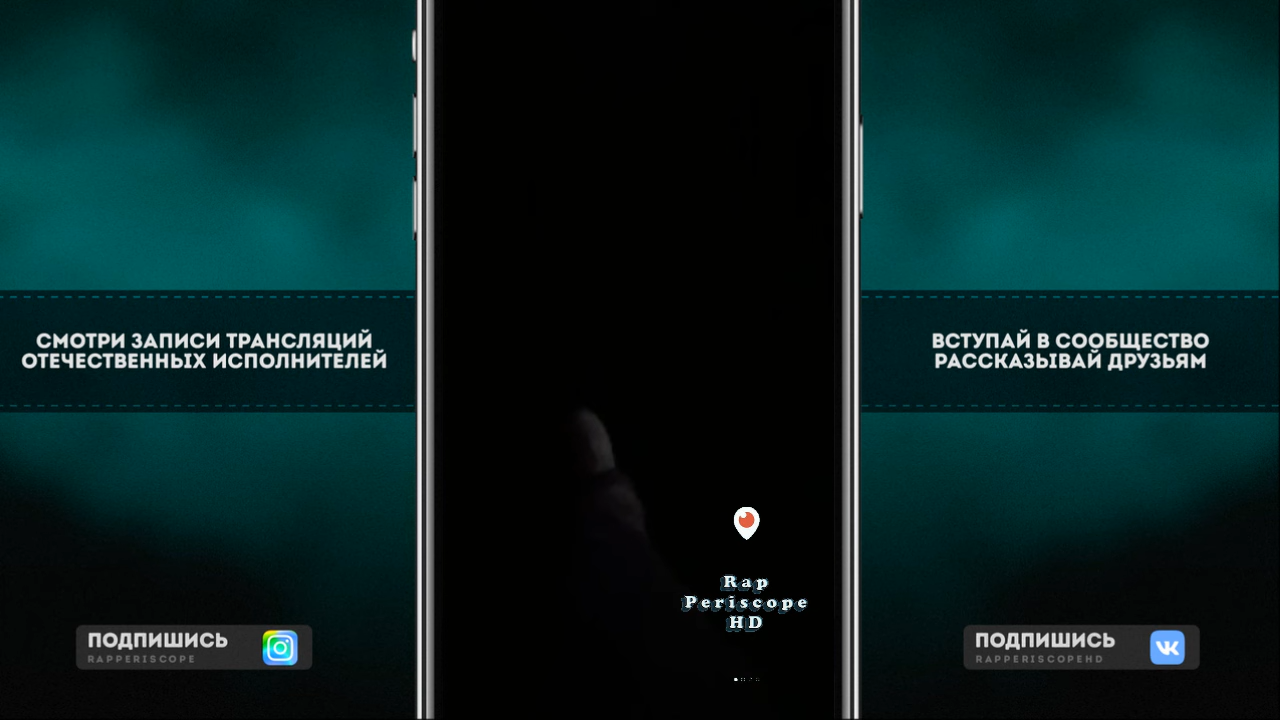 СМОТРИ ЗАПИСИ ТРАНСЛЯЦИЙ
ОТЕЧЕСТВЕННЫХ ИСПОЛНИТЕЛЕЙ
ВСТУПАЙ В СООБЩЕСТВО
РАССКАЗЫВАЙ ДРУЗЬЯМ
Rap
Periscope
HD
ПОДПИШИСЬ
RAPPERISCOPE
ПОДПИШИСЬ
RAPPERISCOPEHD